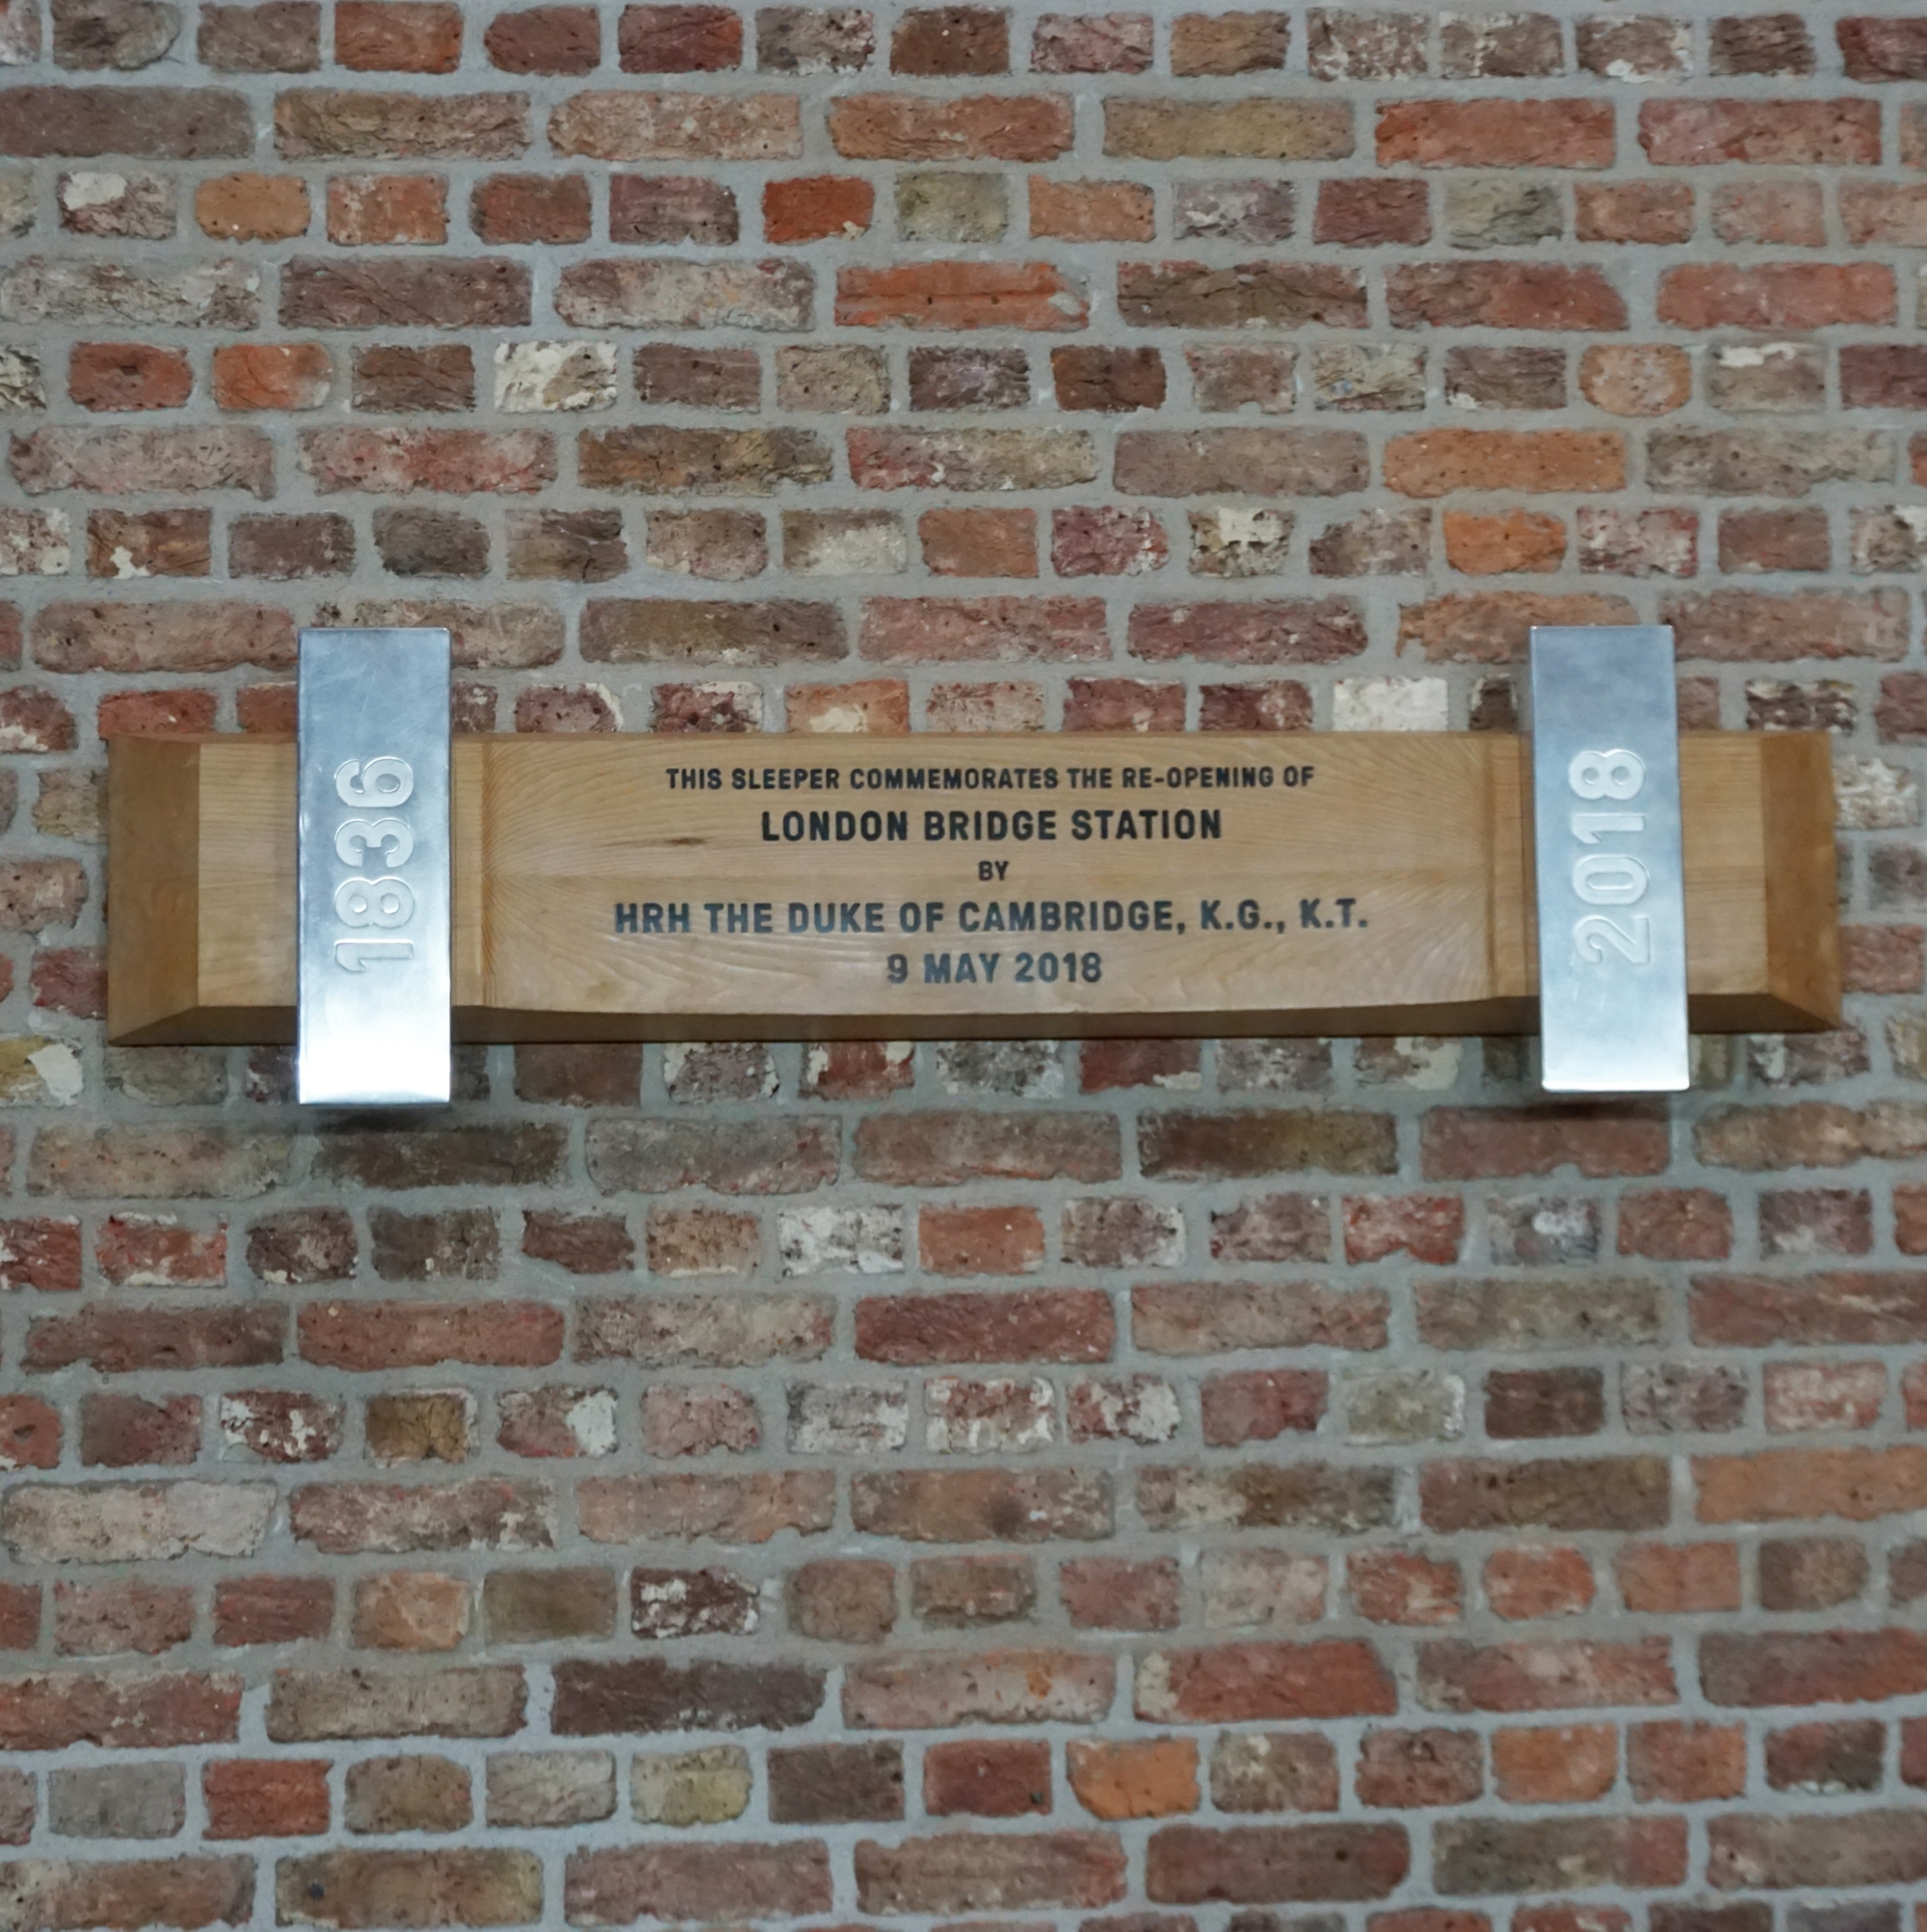 1836
THIS SLEEPER COMMEMORATES THE RE-OPENING OF
LONDON BRIDGE STATION
BY
HRH THE DUKE OF CAMBRIDGE, K.G., K.T.
9 MAY 2018
2018